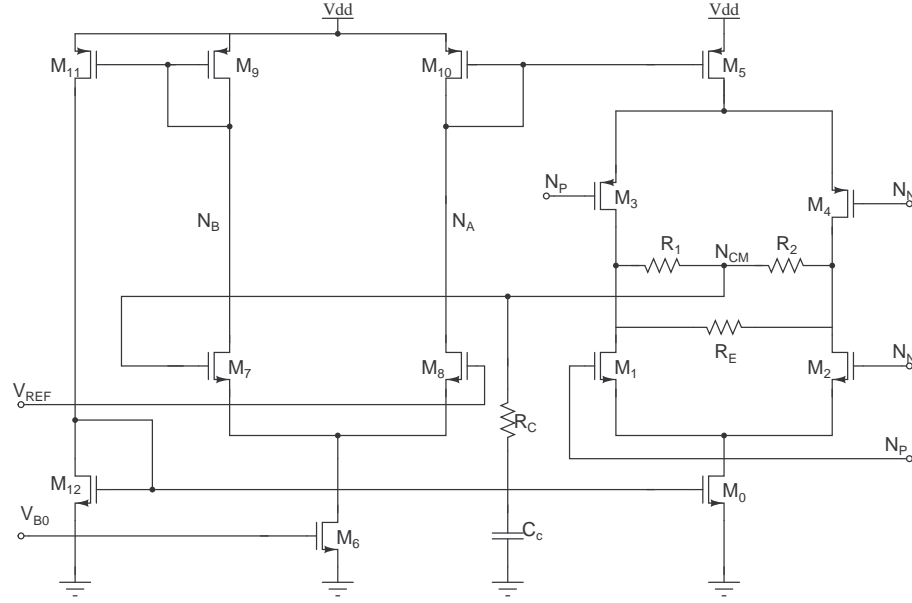 Vdd Vdd
M11 M9 M10 M5
NP M3 M4 NN
NB NA R1 NCM R2
M7 M8 RE M1 M2 NN
VREF RC
NP
M12 M0
VB0 M6 Cc